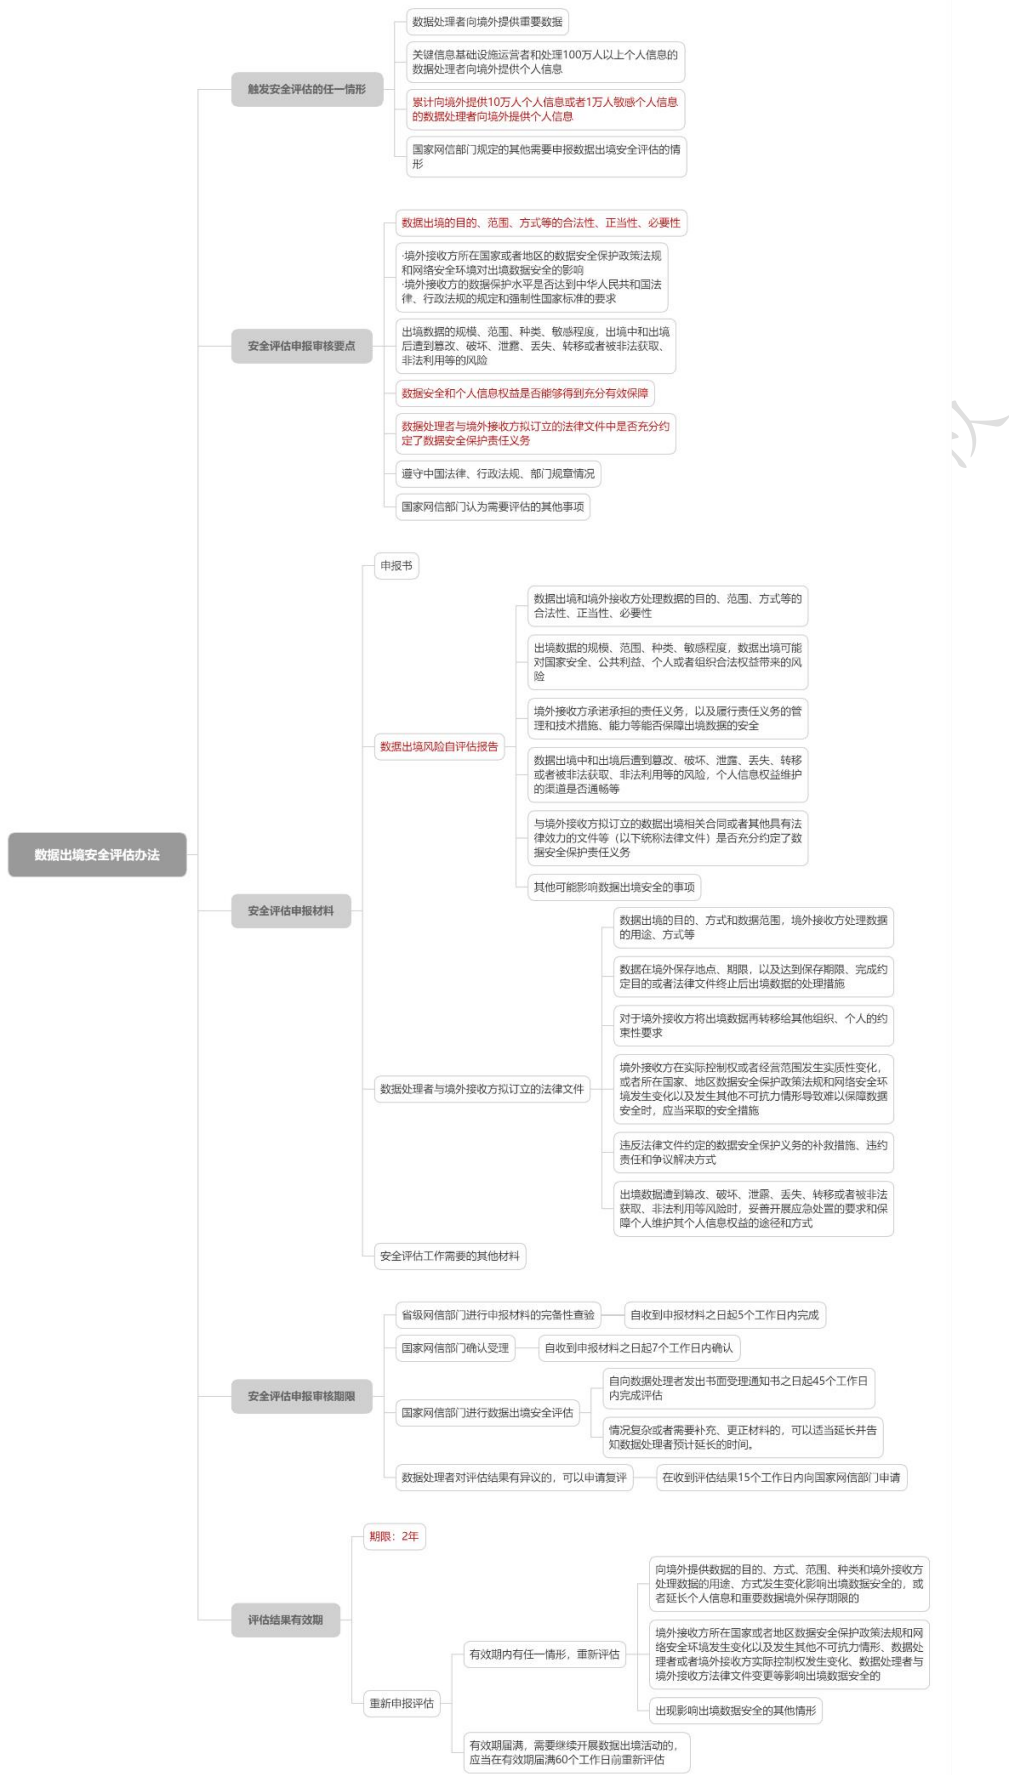 数据出境安全评估办法
触发安全评估的任一情形
数据处理者向境外提供重要数据
关键信息基础设施运营者和处理100万人以上个人信息的
数据处理者向境外提供个人信息
累计向境外提供10万人个人信息或者1万人敏感个人信息
的数据处理者向境外提供个人信息
国家网信部门规定的其他需要申报数据出境安全评估的情
形
安全评估申报审核要点
数据出境的目的、范围、方式等的合法性、正当性、必要性
·境外接收方所在国家或者地区的数据安全保护政策法规
和网络安全环境对出境数据安全的影响
·境外接收方的数据保护水平是否达到中华人民共和国法
律、行政法规的规定和强制性国家标准的要求
出境数据的规模、范围、种类、敏感程度，出境中和出境
后遭到篡改、破坏、泄露、丢失、转移或者被非法获取、
非法利用等的风险
数据安全和个人信息权益是否能够得到充分有效保障
数据处理者与境外接收方拟订立的法律文件中是否充分约
定了数据安全保护责任义务
遵守中国法律、行政法规、部门规章情况
国家网信部门认为需要评估的其他事项
安全评估申报材料
申报书
数据出境风险自评估报告
数据出境和境外接收方处理数据的目的、范围、方式等的
合法性、正当性、必要性
出境数据的规模、范围、种类、敏感程度，数据出境可能
对国家安全、公共利益、个人或者组织合法权益带来的风
险
境外接收方承诺承担的责任义务，以及履行责任义务的管
理和技术措施、能力等能否保障出境数据的安全
数据出境中和出境后遭到篡改、破坏、泄露、丢失、转移
或者被非法获取、非法利用等的风险，个人信息权益维护
的渠道是否通畅等
与境外接收方拟订立的数据出境相关合同或者其他具有法
律效力的文件等（以下统称法律文件）是否充分约定了数
据安全保护责任义务
其他可能影响数据出境安全的事项
数据处理者与境外接收方拟订立的法律文件
数据出境的目的、方式和数据范围，境外接收方处理数据
的用途、方式等
数据在境外保存地点、期限，以及达到保存期限、完成约
定目的或者法律文件终止后出境数据的处理措施
对于境外接收方将出境数据再转移给其他组织、个人的约
束性要求
境外接收方在实际控制权或者经营范围发生实质性变化，
或者所在国家、地区数据安全保护政策法规和网络安全环
境发生变化以及发生其他不可抗力情形导致难以保障数据
安全时，应当采取的安全措施
违反法律文件约定的数据安全保护义务的补救措施、违约
责任和争议解决方式
出境数据遭到篡改、破坏、泄露、丢失、转移或者被非法
获取、非法利用等风险时，妥善开展应急处置的要求和保
障个人维护其个人信息权益的途径和方式
安全评估工作需要的其他材料
安全评估申报审核期限
省级网信部门进行申报材料的完备性查验
自收到申报材料之日起5个工作日内完成
国家网信部门确认受理
自收到申报材料之日起7个工作日内确认
国家网信部门进行数据出境安全评估
自向数据处理者发出书面受理通知书之日起45个工作日
内完成评估
情况复杂或者需要补充、更正材料的，可以适当延长并告
知数据处理者预计延长的时间。
数据处理者对评估结果有异议的，可以申请复评
在收到评估结果15个工作日内向国家网信部门申请
评估结果有效期
期限：2年
重新申报评估
有效期内有任一情形，重新评估
向境外提供数据的目的、方式、范围、种类和境外接收方
处理数据的用途、方式发生变化影响出境数据安全的，或
者延长个人信息和重要数据境外保存期限的
境外接收方所在国家或者地区数据安全保护政策法规和网
络安全环境发生变化以及发生其他不可抗力情形、数据处
理者或者境外接收方实际控制权发生变化、数据处理者与
境外接收方法律文件变更等影响出境数据安全的
出现影响出境数据安全的其他情形
有效期届满，需要继续开展数据出境活动的，
应当在有效期届满60个工作日前重新评估